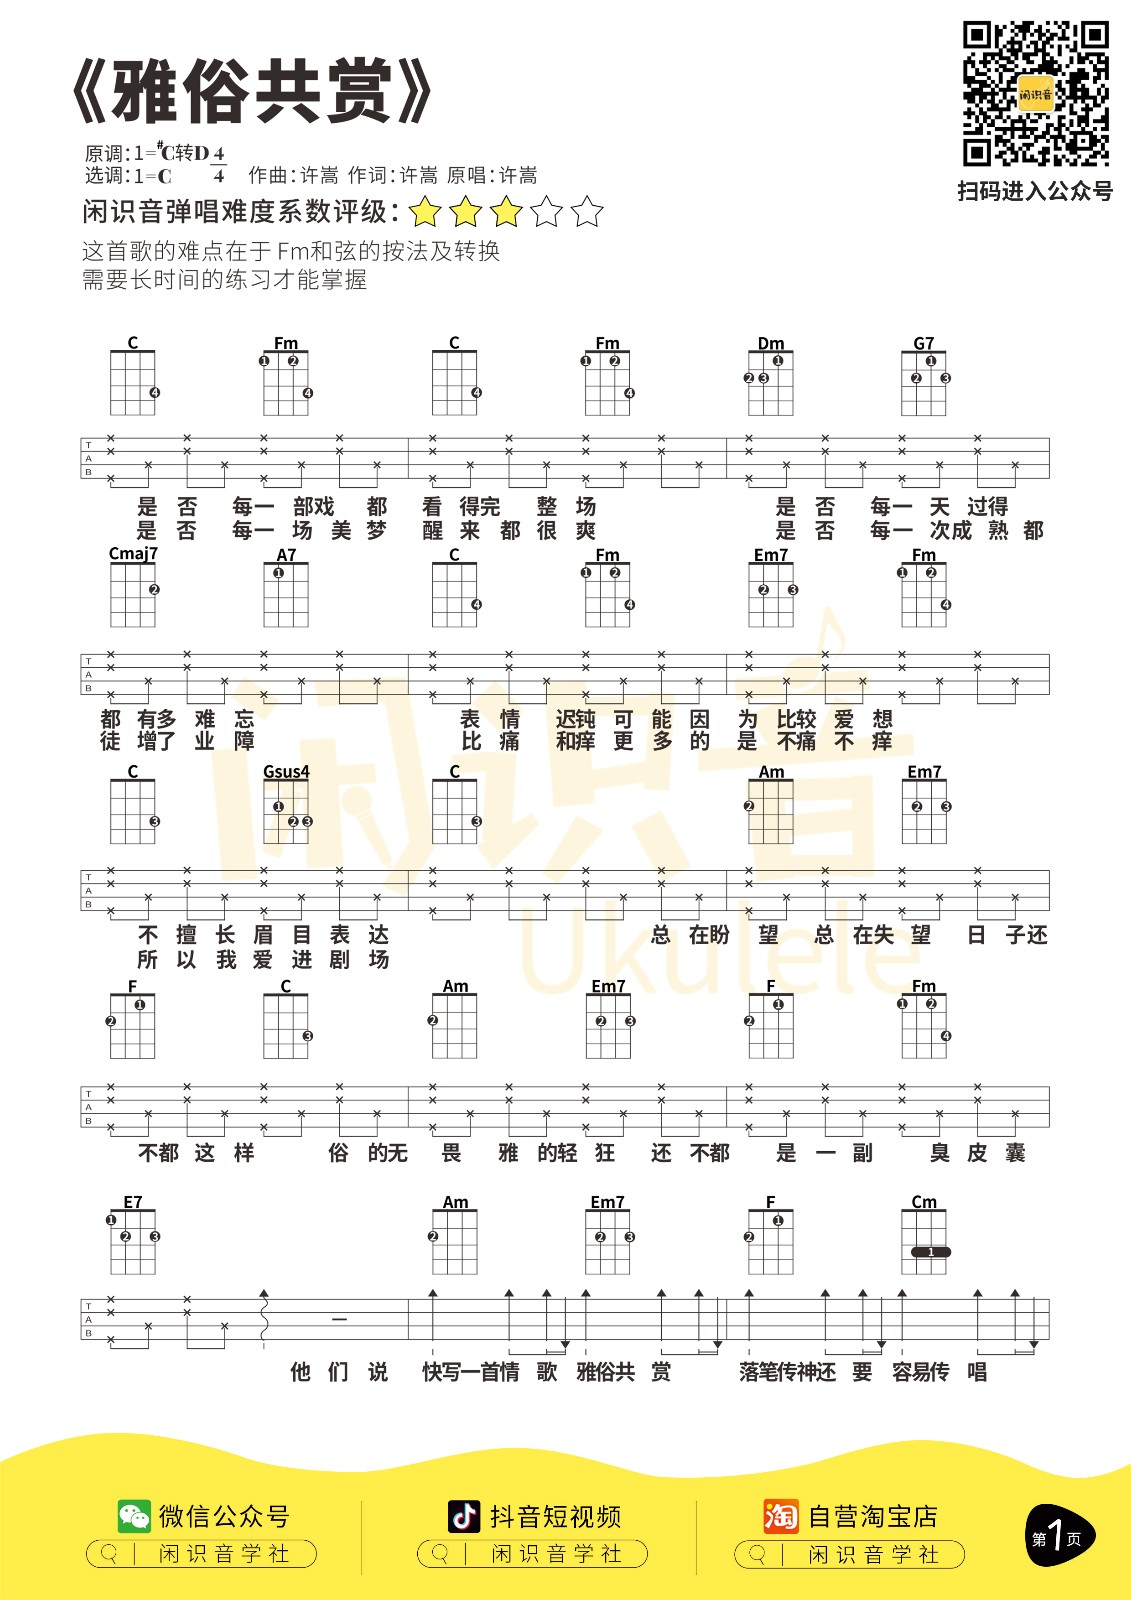 《雅俗共赏》
闲识音
扫码进入公众号
原调:1=#C转D 4/4
选调:1=C 作曲:许嵩 作词:许嵩 原唱:许嵩
闲识音弹唱难度系数评级:
这首歌的难点在于 Fm和弦的按法及转换
需要长时间的练习才能掌握
C Fm C Fm Dm G7
1 2 3 4
T A B
是 否 每一 部戏 都 看 得完 整 场 是 否 每一 天 过得
是 否 每一 场 美 梦 醒 来 都 很 爽 是 否 每一 次成 熟 都
Cmaj7 A7 C Fm Em7 Fm
T A B
都 有多 难 忘 表 情 迟钝 可 能 因 为 比较 爱 想
徒 增了 业 障 比 痛 和痒 更 多 的 是 不痛 不 痒
C Gsus4 C Am Em7
T A B
不 擅 长 眉 目 表 达 总 在盼 望 总 在失 望 日 子还
所 以 我 爱 进 剧 场
闲识音
Ukulele
F C Am Em7 F Fm
T A B
不都 这 样 俗 的无 畏 雅 的轻 狂 还 不都 是 一 副 臭 皮 囊
E7 Am Em7 F Cm
T A B
他 们 说 快写一首情 歌 雅俗共 赏 落笔传神还 要 容易传 唱
微信公众号 抖音短视频 淘 自营淘宝店
闲识音学社 闲识音学社 闲识音学社
第1页